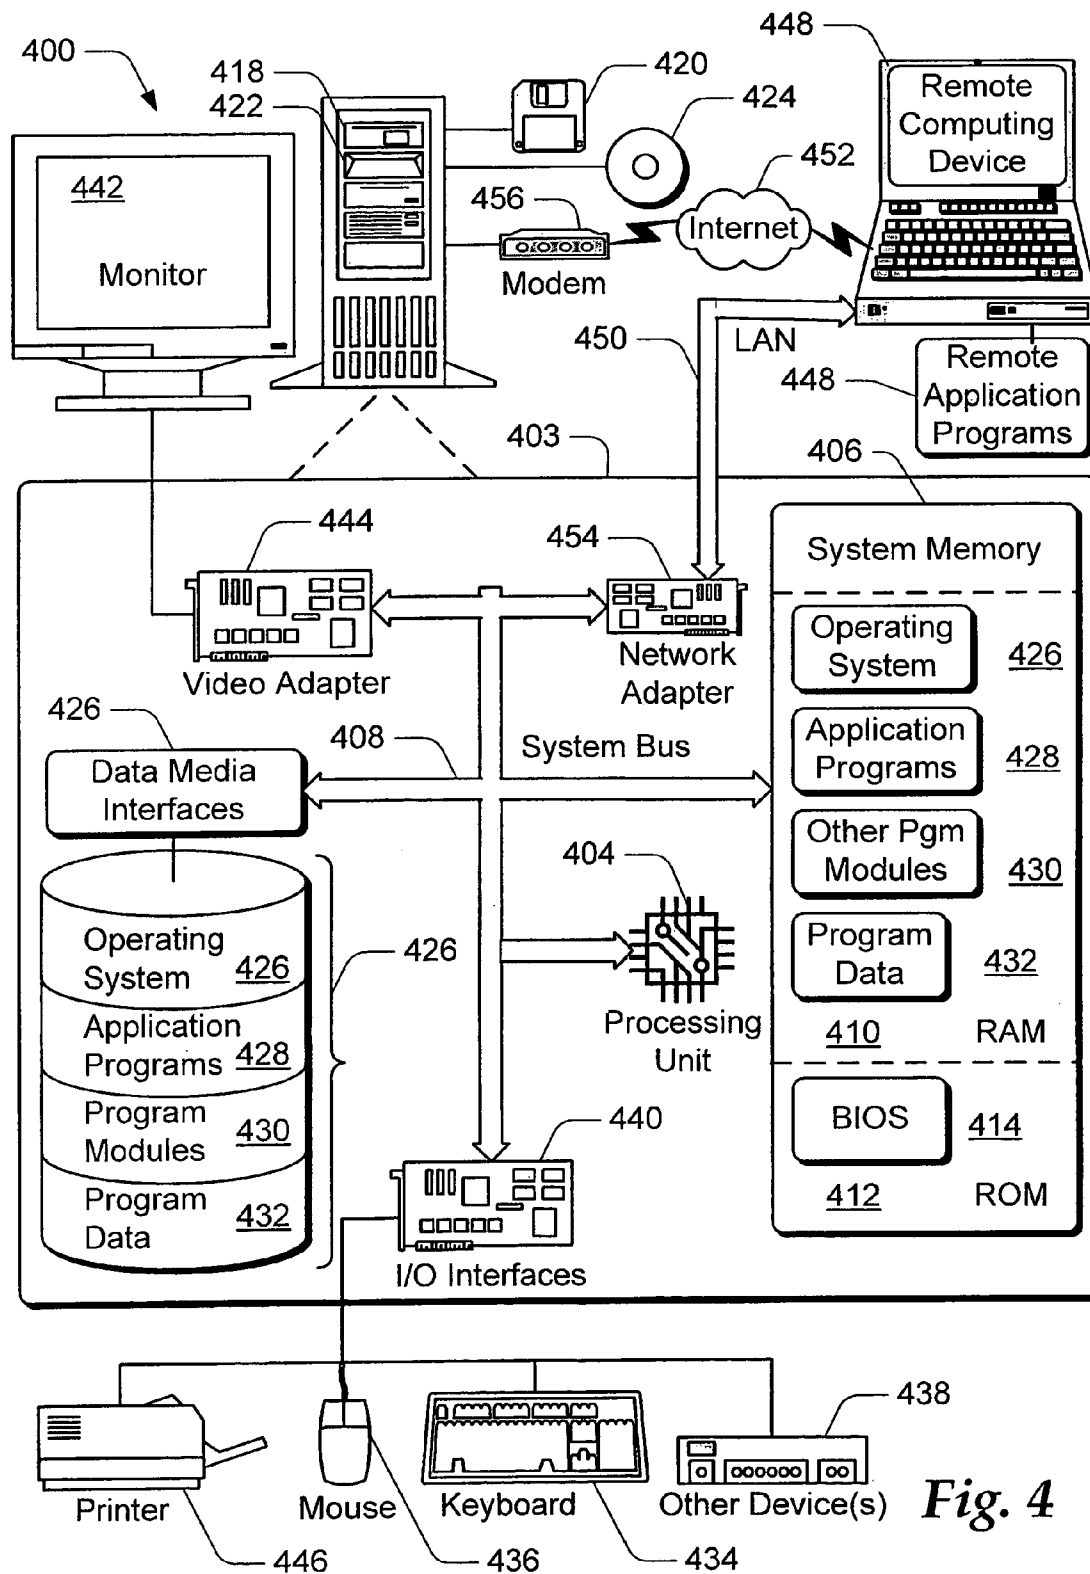 400
418
422
420
424
448
Remote
Computing
Device
442
Monitor
456
Modem
452
Internet
450
LAN
448
Remote
Application
Programs
403
406
444
Video Adapter
454
Network
Adapter
System Memory
Operating
System
426
Application
Programs
428
Other Pgm
Modules
430
Program
Data
432
410 RAM
BIOS
414
412 ROM
426
Data Media
Interfaces
408
System Bus
404
Processing
Unit
Operating
System 426
Application
Programs 428
Program
Modules 430
Program
Data 432
426
440
I/O Interfaces
Printer
446
Mouse
436
Keyboard
434
438
Other Device(s)
Fig. 4